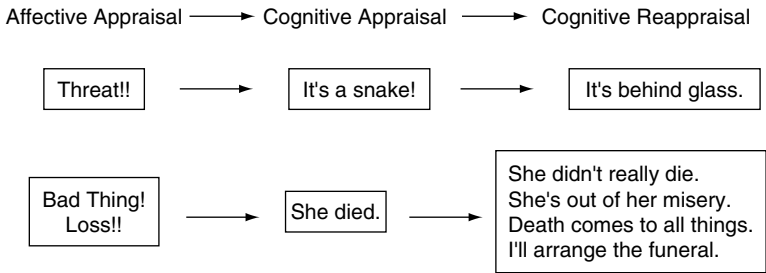 Affective Appraisal Cognitive Appraisal Cognitive Reappraisal
Threat!! It's a snake! It's behind glass.
Bad Thing!
Loss!!
She died.
She didn't really die.
She's out of her misery.
Death comes to all things.
I'll arrange the funeral.